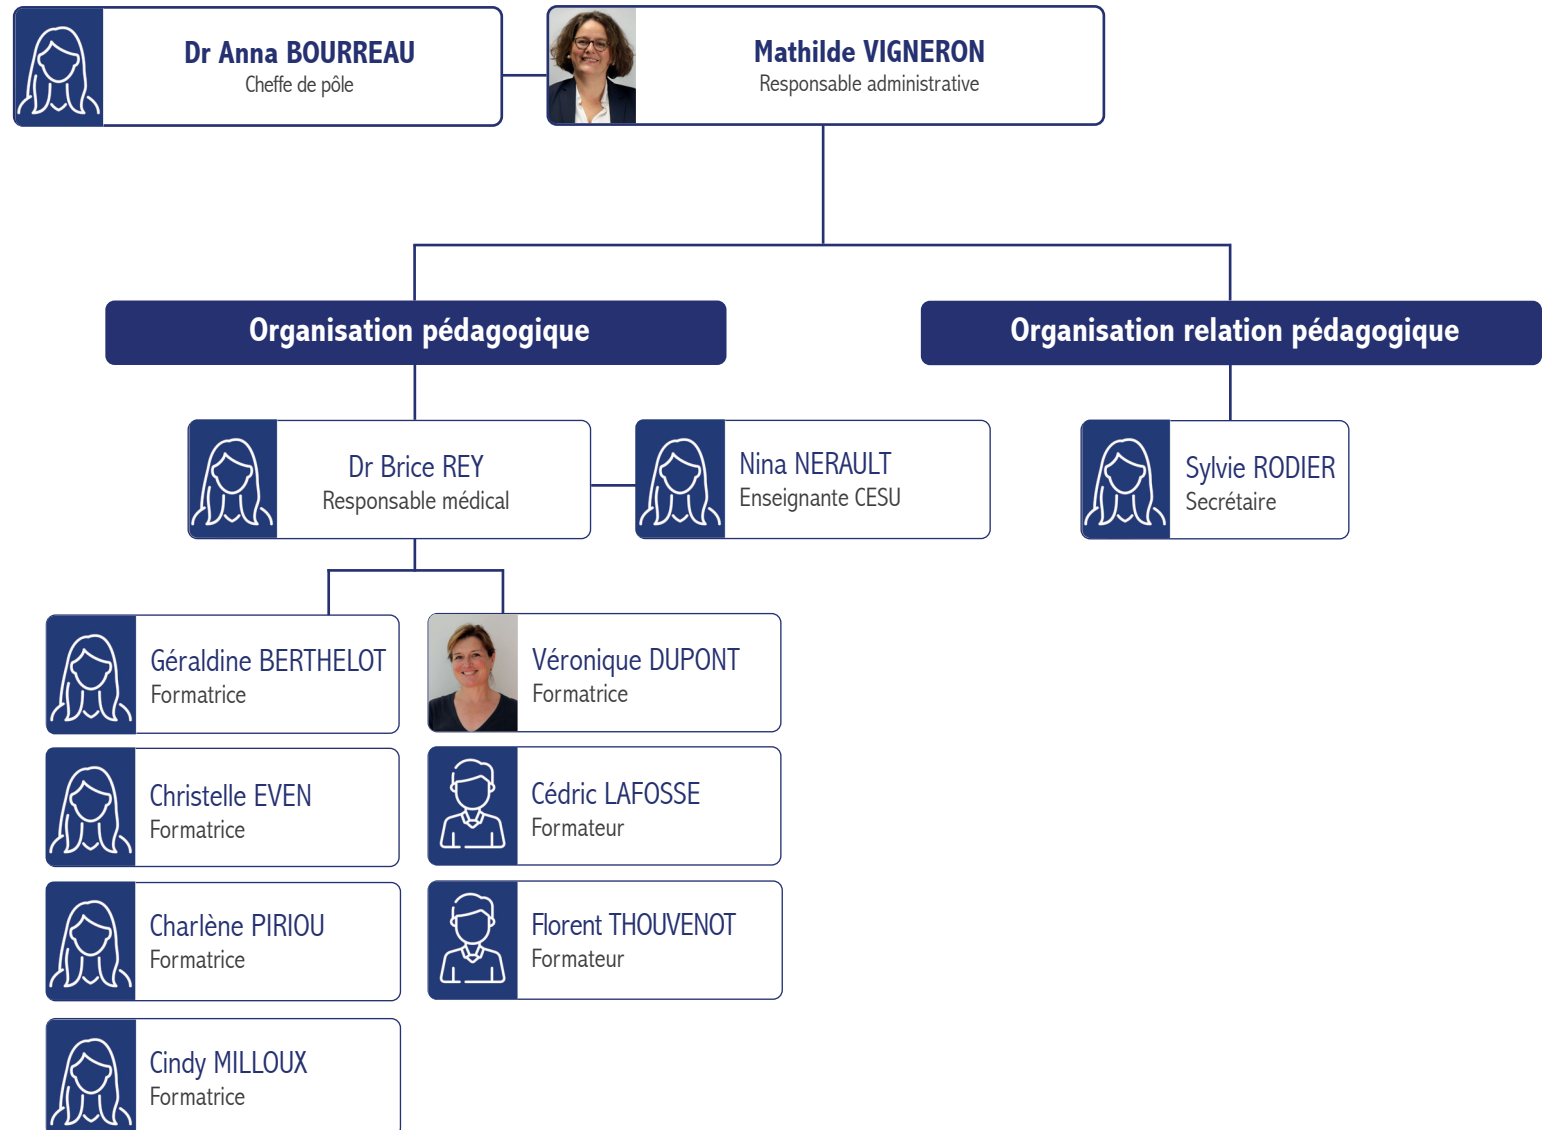 Dr Anna BOURREAU
Cheffe de pôle
Mathilde VIGNERON
Responsable administrative
Organisation pédagogique
Organisation relation pédagogique
Dr Brice REY
Responsable médical
Nina NERAULT
Enseignante CESU
Sylvie RODIER
Secrétaire
Géraldine BERTHELOT
Formatrice
Véronique DUPONT
Formatrice
Christelle EVEN
Formatrice
Cédric LAFOSSE
Formateur
Charlène PIRIOU
Formatrice
Florent THOUVENOT
Formateur
Cindy MILLOUX
Formatrice